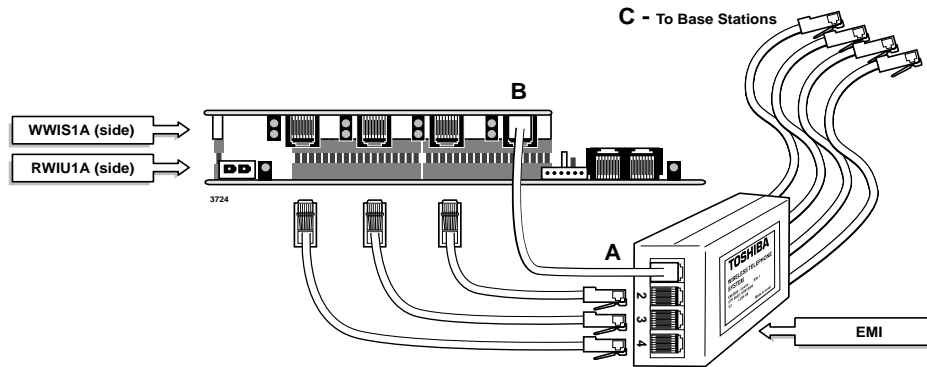 C - To Base Stations
B
WWIS1A (side)
RWIU1A (side)
3724
A
TOSHIBA
WIRELESS TELEPHONE
SYSTEM
2
3
4
EMI